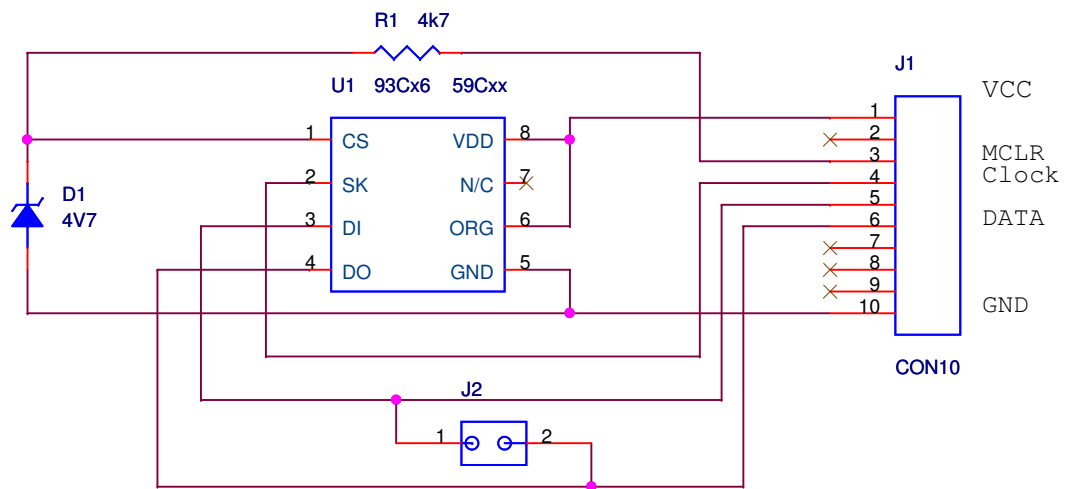 R1 4k7
U1 93Cx6 59Cxx
J1
VCC
1 CS VDD 8
1
2
2 SK N/C 7
3
MCLR
4
Clock
D1
4V7
3 DI ORG 6
5
6
DATA
7
4 DO GND 5
8
9
10
GND
CON10
J2
1 2